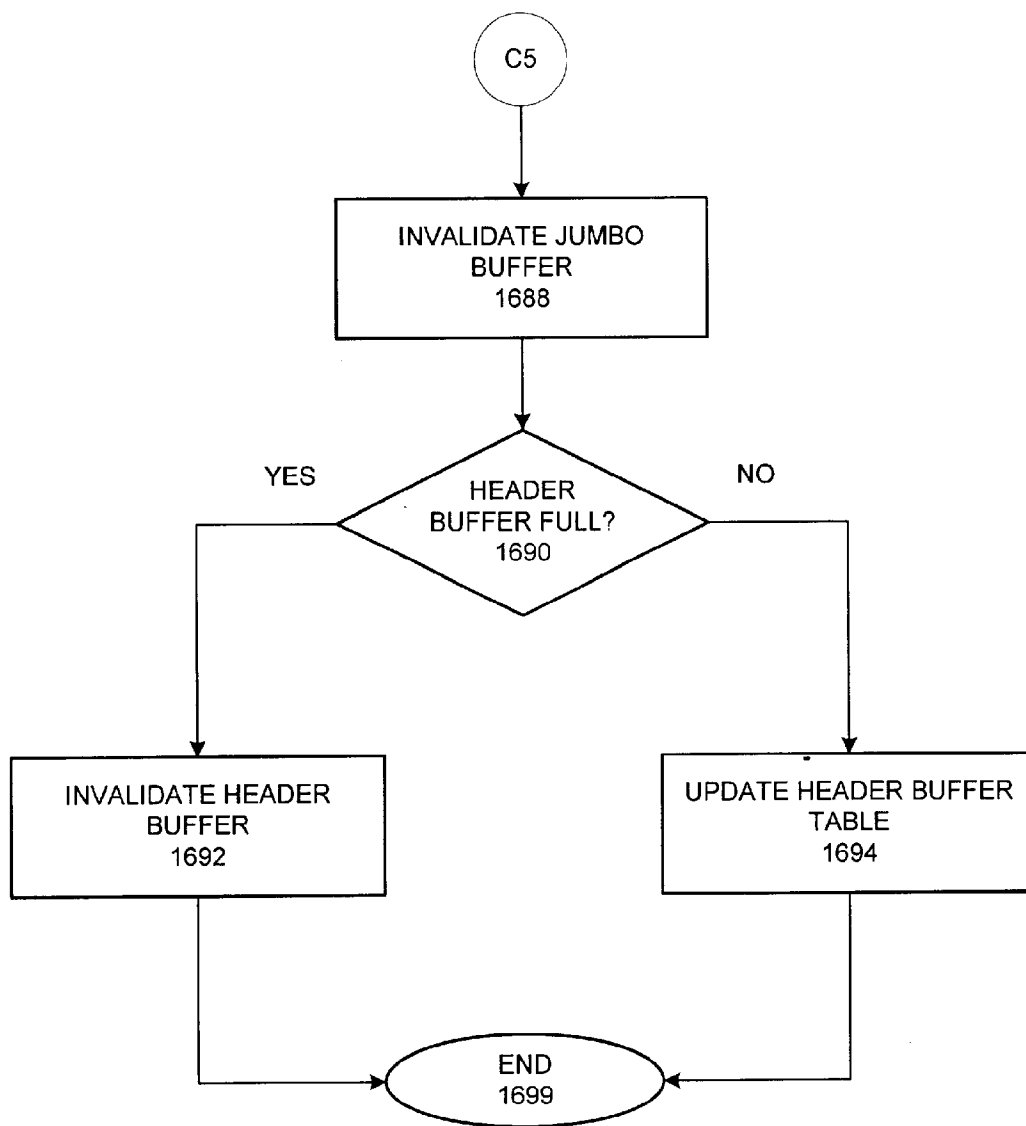 C5
INVALIDATE JUMBO
BUFFER
1688
YES
NO
HEADER
BUFFER FULL?
1690
INVALIDATE HEADER
BUFFER
1692
UPDATE HEADER BUFFER
TABLE
1694
END
1699